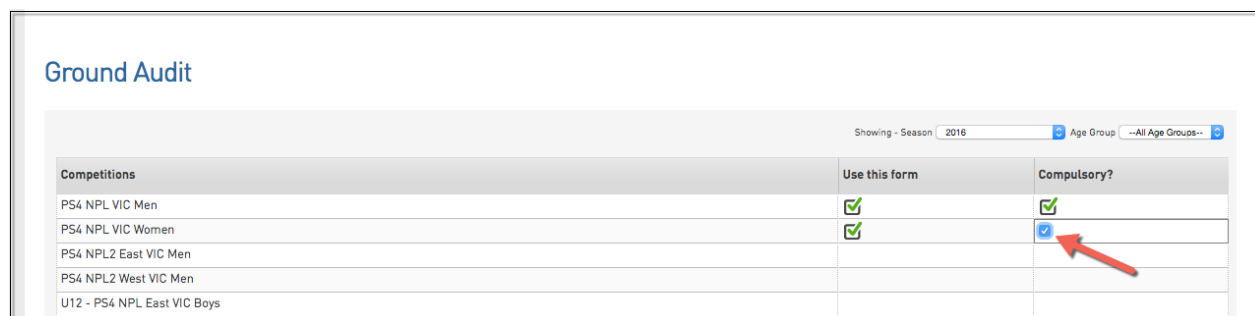 Ground Audit
Showing - Season 2016 Age Group --All Age Groups--
Competitions Use this form Compulsory?
PS4 NPL VIC Men
PS4 NPL VIC Women
PS4 NPL2 East VIC Men
PS4 NPL2 West VIC Men
U12 - PS4 NPL East VIC Boys